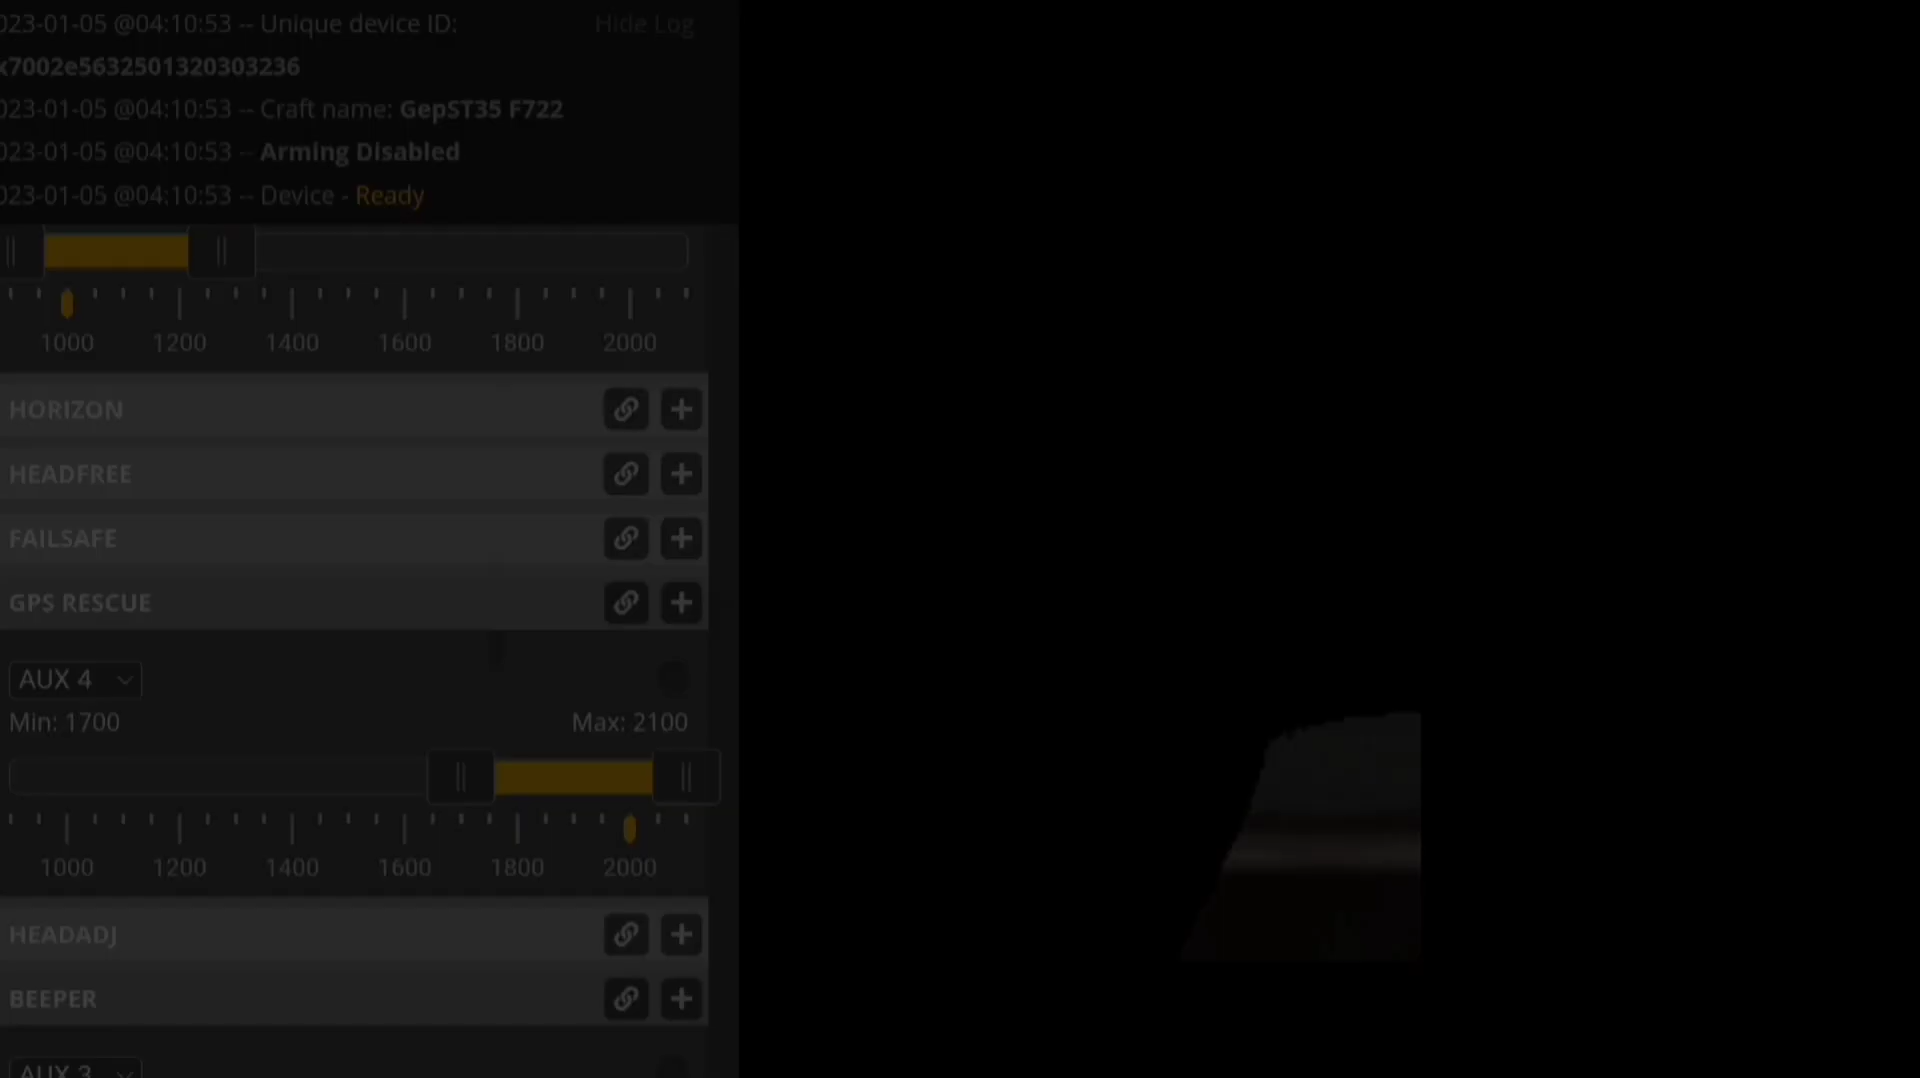 023-01-05 @04:10:53 -- Unique device ID:
Hide Log
x7002e5632501320303236
023-01-05 @04:10:53 -- Craft name: GepST35 F722
023-01-05 @04:10:53 -- Arming Disabled
023-01-05 @04:10:53 -- Device - Ready
1000 1200 1400 1600 1800 2000
HORIZON
HEADFREE
FAILSAFE
GPS RESCUE
AUX 4
Min: 1700 Max: 2100
1000 1200 1400 1600 1800 2000
HEADADJ
BEEPER
AUX 3